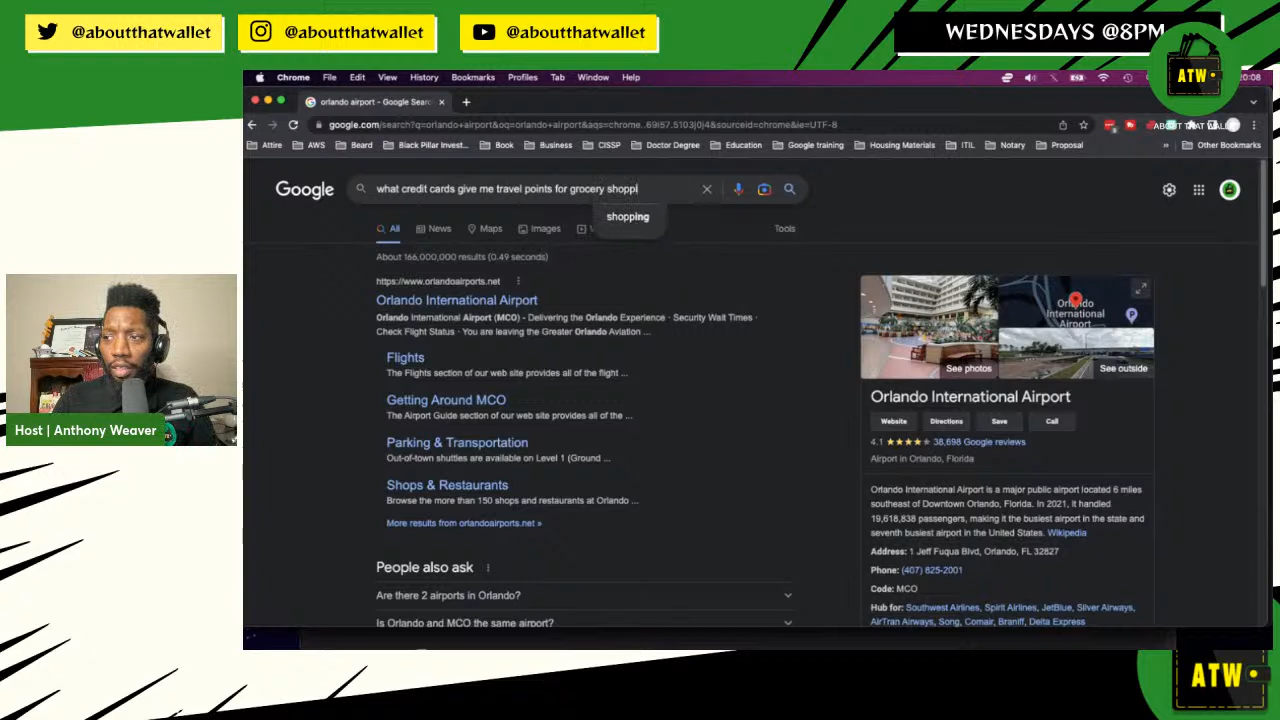 @aboutthatwallet
@aboutthatwallet
@aboutthatwallet
WEDNESDAYS @8PM
ATW
ABOUT THAT WALLET
Chrome File Edit View History Bookmarks Profiles Tab Window Help
20:08
orlando airport - Google Searc
google.com/search?q=orlando+airport&oq=orlando+airport&aqs=chrome..69i57.5103j0j4&sourceid=chrome&ie=UTF-8
Attire AWS Beard Black Pillar Invest... Book Business CISSP Doctor Degree Education Google training Housing Materials ITIL Notary Proposal » Other Bookmarks
Google
what credit cards give me travel points for grocery shoppi
shopping
All News Maps Images Tools
About 166,000,000 results (0.49 seconds)
https://www.orlandoairports.net
Orlando International Airport
Orlando International Airport (MCO) - Delivering the Orlando Experience · Security Wait Times ·
Check Flight Status · You are leaving the Greater Orlando Aviation ...
Flights
The Flights section of our web site provides all of the flight ...
Getting Around MCO
The Airport Guide section of our web site provides all of the ...
Parking & Transportation
Out-of-town shuttles are available on Level 1 (Ground ...
Shops & Restaurants
Browse the more than 150 shops and restaurants at Orlando ...
More results from orlandoairports.net »
People also ask
Are there 2 airports in Orlando?
Is Orlando and MCO the same airport?
Orlando
International
Airport
See photos
See outside
Orlando International Airport
Website Directions Save Call
4.1 38,698 Google reviews
Airport in Orlando, Florida
Orlando International Airport is a major public airport located 6 miles
southeast of Downtown Orlando, Florida. In 2021, it handled
19,618,838 passengers, making it the busiest airport in the state and
seventh busiest airport in the United States. Wikipedia
Address: 1 Jeff Fuqua Blvd, Orlando, FL 32827
Phone: (407) 825-2001
Code: MCO
Hub for: Southwest Airlines, Spirit Airlines, JetBlue, Silver Airways,
AirTran Airways, Song, Comair, Braniff, Delta Express
Host | Anthony Weaver
ATW